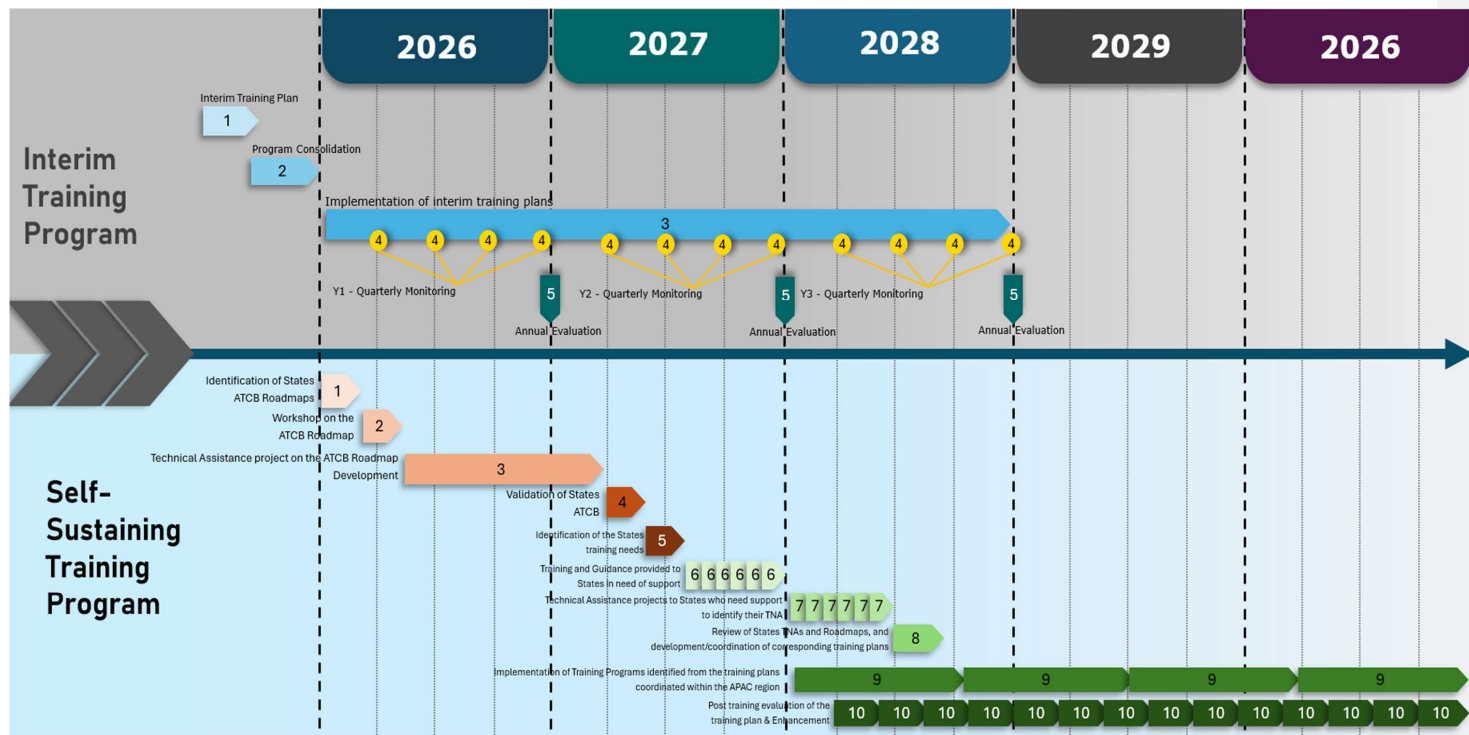 2026
2027
2028
2029
2026
Interim Training Plan
1
Program Consolidation
2
Interim
Training
Program
Implementation of interim training plans
3
4 4 4 4 4 4 4 4 4 4 4 4
Y1 - Quarterly Monitoring
Y2 - Quarterly Monitoring
Y3 - Quarterly Monitoring
5 5 5
Annual Evaluation
Annual Evaluation
Annual Evaluation
Self-
Sustaining
Training
Program
Identification of States
ATCB Roadmaps
1
Workshop on the
ATCB Roadmap
2
Technical Assistance project on the ATCB Roadmap
Development
3
Validation of States
ATCB
4
Identification of the States
training needs
5
Training and Guidance provided to
States in need of support
6 6 6 6 6 6
Technical Assistance projects to States who need support
to identify their TNA
7 7 7 7 7 7
Review of States TNAs and Roadmaps, and
development/coordination of corresponding training plans
8
Implementation of Training Programs identified from the training plans
coordinated within the APAC region
9 9 9 9
Post training evaluation of the
training plan & Enhancement
10 10 10 10 10 10 10 10 10 10 10 10 10 10